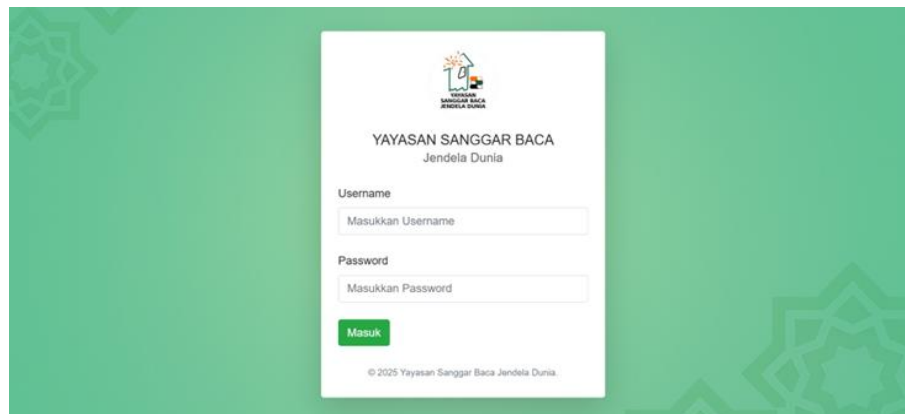 YAYASAN
SANGGAR BACA
JENDELA DUNIA
YAYASAN SANGGAR BACA
Jendela Dunia
Username
Masukkan Username
Password
Masukkan Password
Masuk
© 2025 Yayasan Sanggar Baca Jendela Dunia.